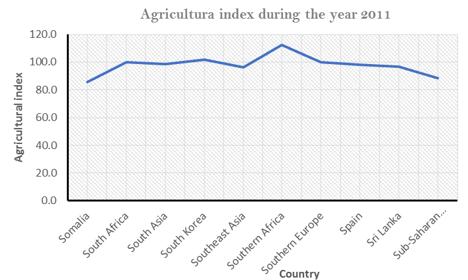 Agricultura index during the year 2011
120.0
100.0
80.0
60.0
40.0
20.0
0.0
Agricultural index
Somalia
South Africa
South Asia
South Korea
Southeast Asia
Southern Africa
Southern Europe
Spain
Sri Lanka
Sub-Saharan...
Country